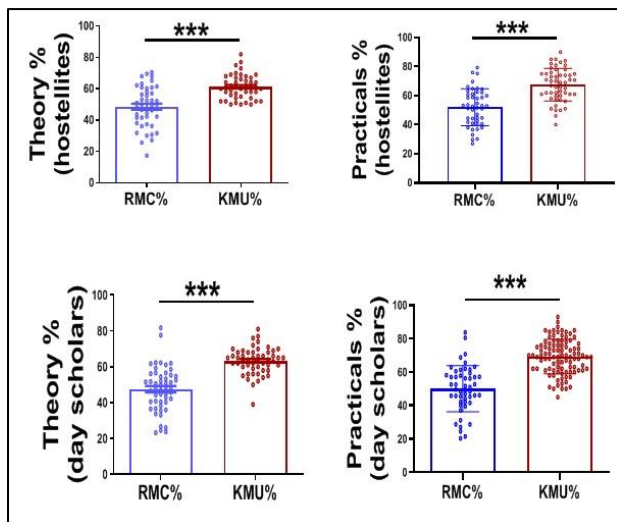 Theory %
(hostellites)
***
100
80
60
40
20
0
RMC%
KMU%
Practicals %
(hostellites)
***
100
80
60
40
20
0
RMC%
KMU%
Theory %
(day scholars)
***
100
80
60
40
20
0
RMC%
KMU%
Practicals %
(day scholars)
***
100
80
60
40
20
0
RMC%
KMU%